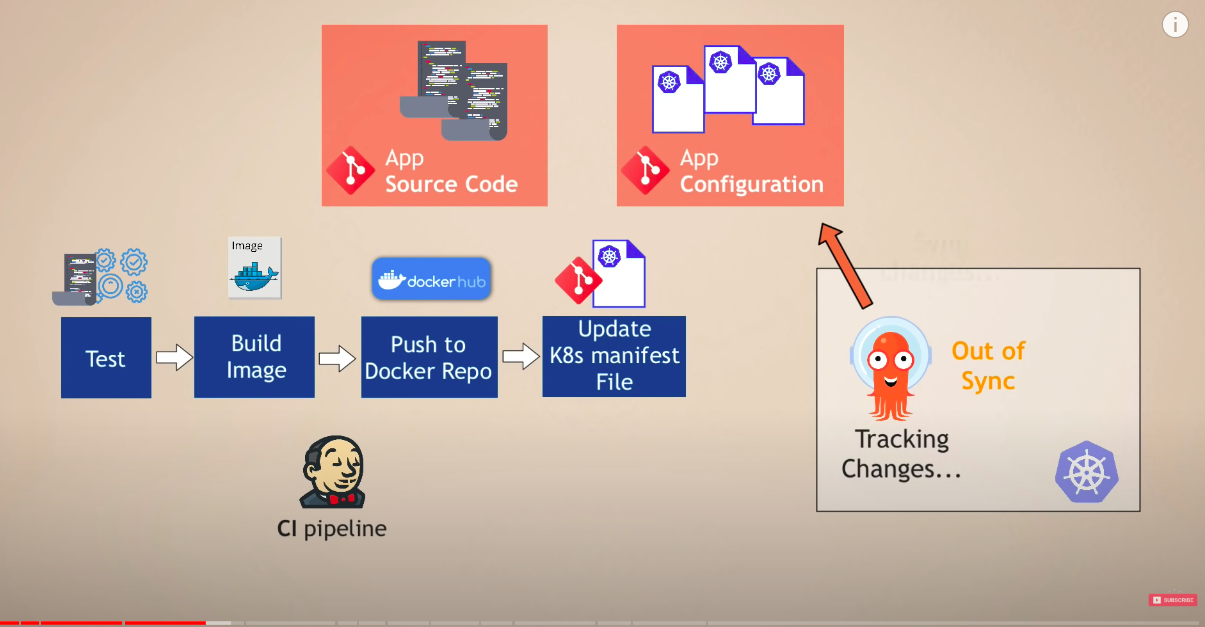 App
Source Code
App
Configuration
Sync
changes...
Image
dockerhub
Test
Build
Image
Push to
Docker Repo
Update
K8s manifest
File
Out of
Sync
Tracking
Changes...
CI pipeline
SUBSCRIBE